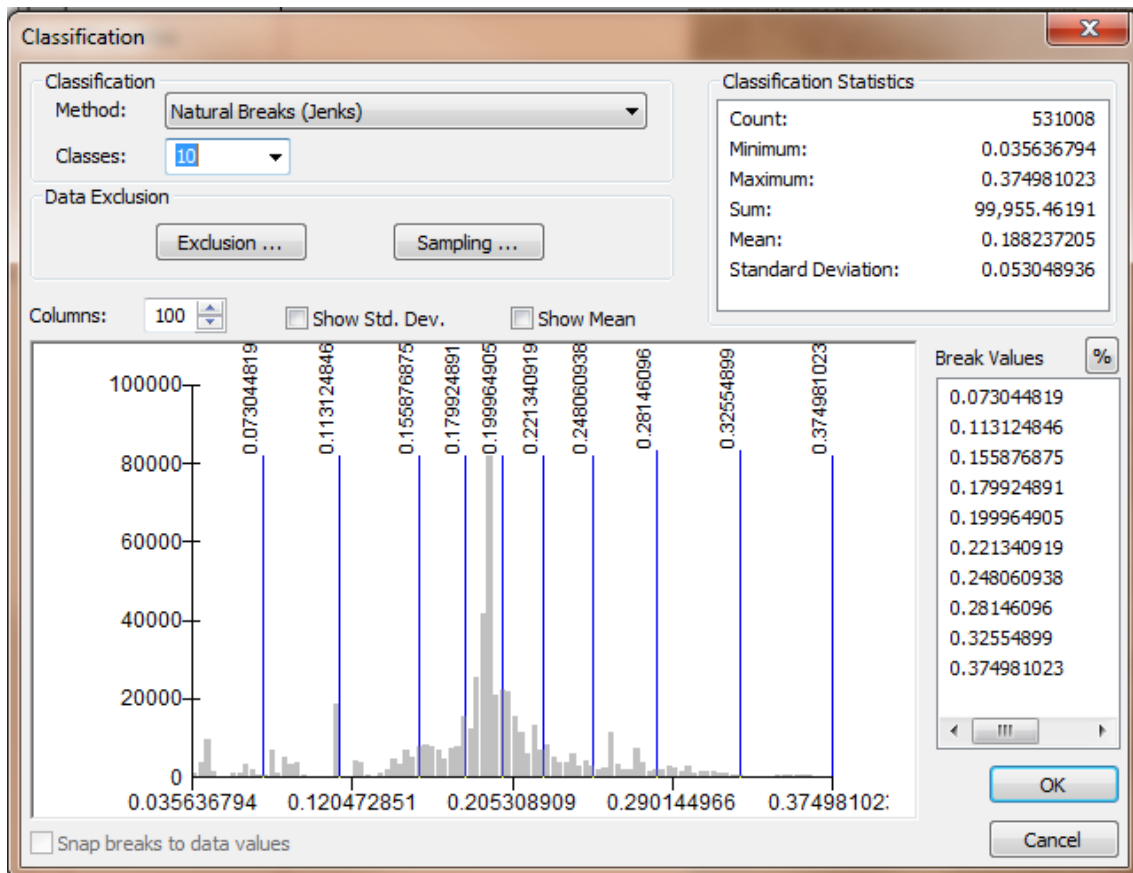 Classification
Classification
Method: Natural Breaks (Jenks)
Classes: 10
Data Exclusion
Exclusion ...
Sampling ...
Classification Statistics
Count: 531008
Minimum: 0.035636794
Maximum: 0.374981023
Sum: 99,955.46191
Mean: 0.188237205
Standard Deviation: 0.053048936
Columns: 100 Show Std. Dev. Show Mean
0.073044819
0.113124846
0.155876875
0.179924891
0.199964905
0.221340919
0.248060938
0.28146096
0.32554899
0.374981023
100000
80000
60000
40000
20000
0
0.035636794 0.120472851 0.205308909 0.290144966 0.37498102
Snap breaks to data values
Break Values %
0.073044819
0.113124846
0.155876875
0.179924891
0.199964905
0.221340919
0.248060938
0.28146096
0.32554899
0.374981023
OK
Cancel